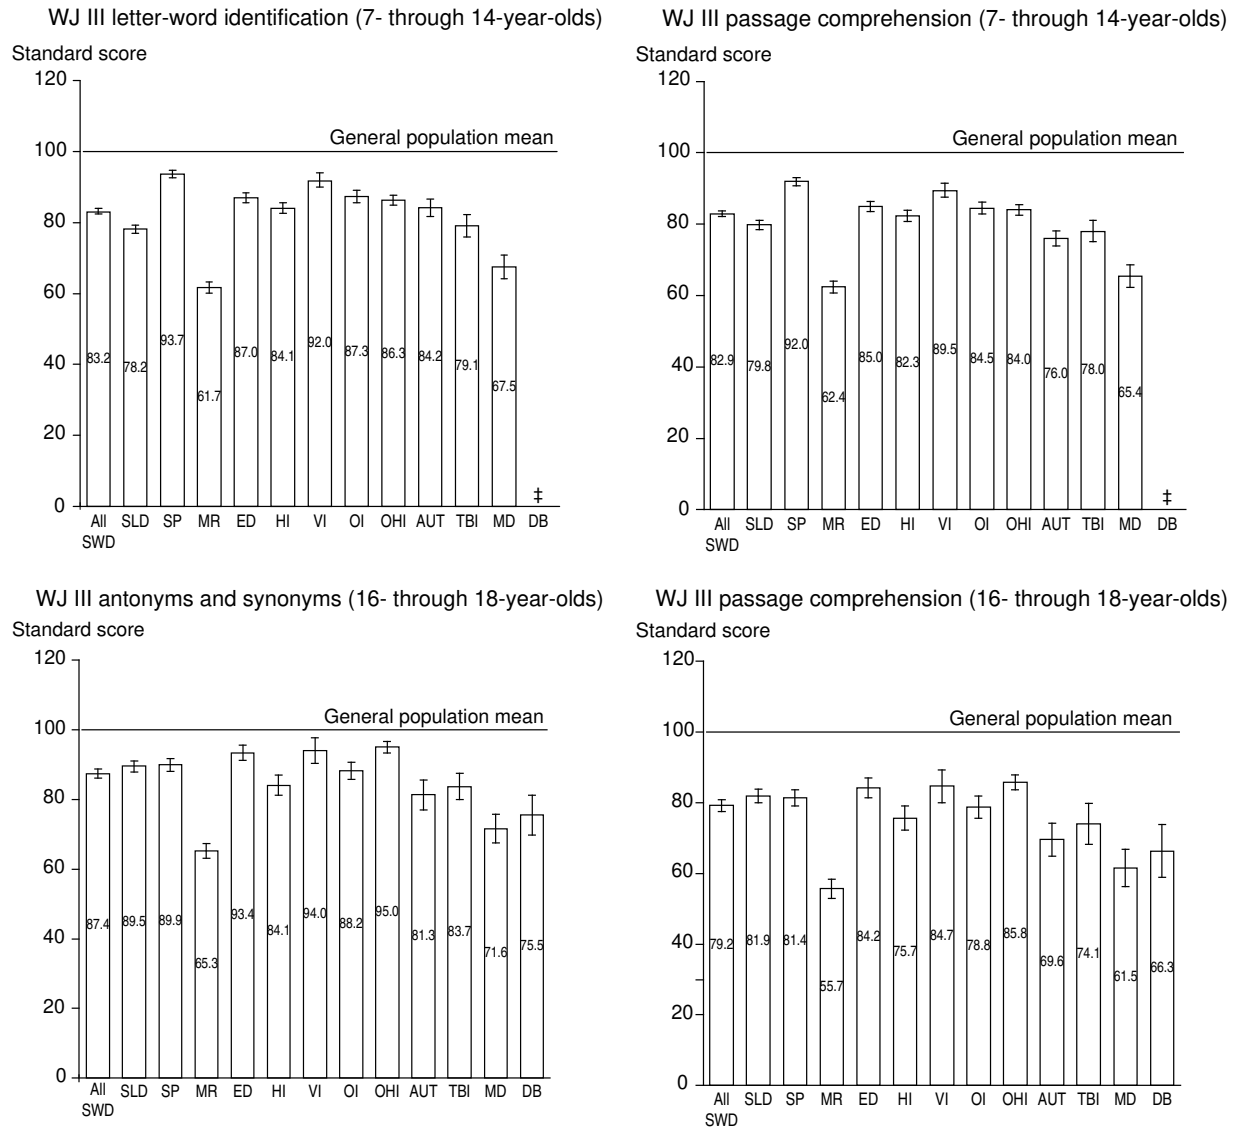 WJ III letter-word identification (7- through 14-year-olds)
Standard score
120
100
80
60
40
20
0
General population mean
83.2 78.2 93.7 61.7 87.0 84.1 92.0 87.3 86.3 84.2 79.1 67.5 ‡
All SLD SP MR ED HI VI OI OHI AUT TBI MD DB
SWD
WJ III passage comprehension (7- through 14-year-olds)
Standard score
120
100
80
60
40
20
0
General population mean
82.9 79.8 92.0 62.4 85.0 82.3 89.5 84.5 84.0 76.0 78.0 65.4 ‡
All SLD SP MR ED HI VI OI OHI AUT TBI MD DB
SWD
WJ III antonyms and synonyms (16- through 18-year-olds)
Standard score
120
100
80
60
40
20
0
General population mean
87.4 89.5 89.9 65.3 93.4 84.1 94.0 88.2 95.0 81.3 83.7 71.6 75.5
All SLD SP MR ED HI VI OI OHI AUT TBI MD DB
SWD
WJ III passage comprehension (16- through 18-year-olds)
Standard score
120
100
80
60
40
20
0
General population mean
79.2 81.9 81.4 55.7 84.2 75.7 84.7 78.8 85.8 69.6 74.1 61.5 66.3
All SLD SP MR ED HI VI OI OHI AUT TBI MD DB
SWD